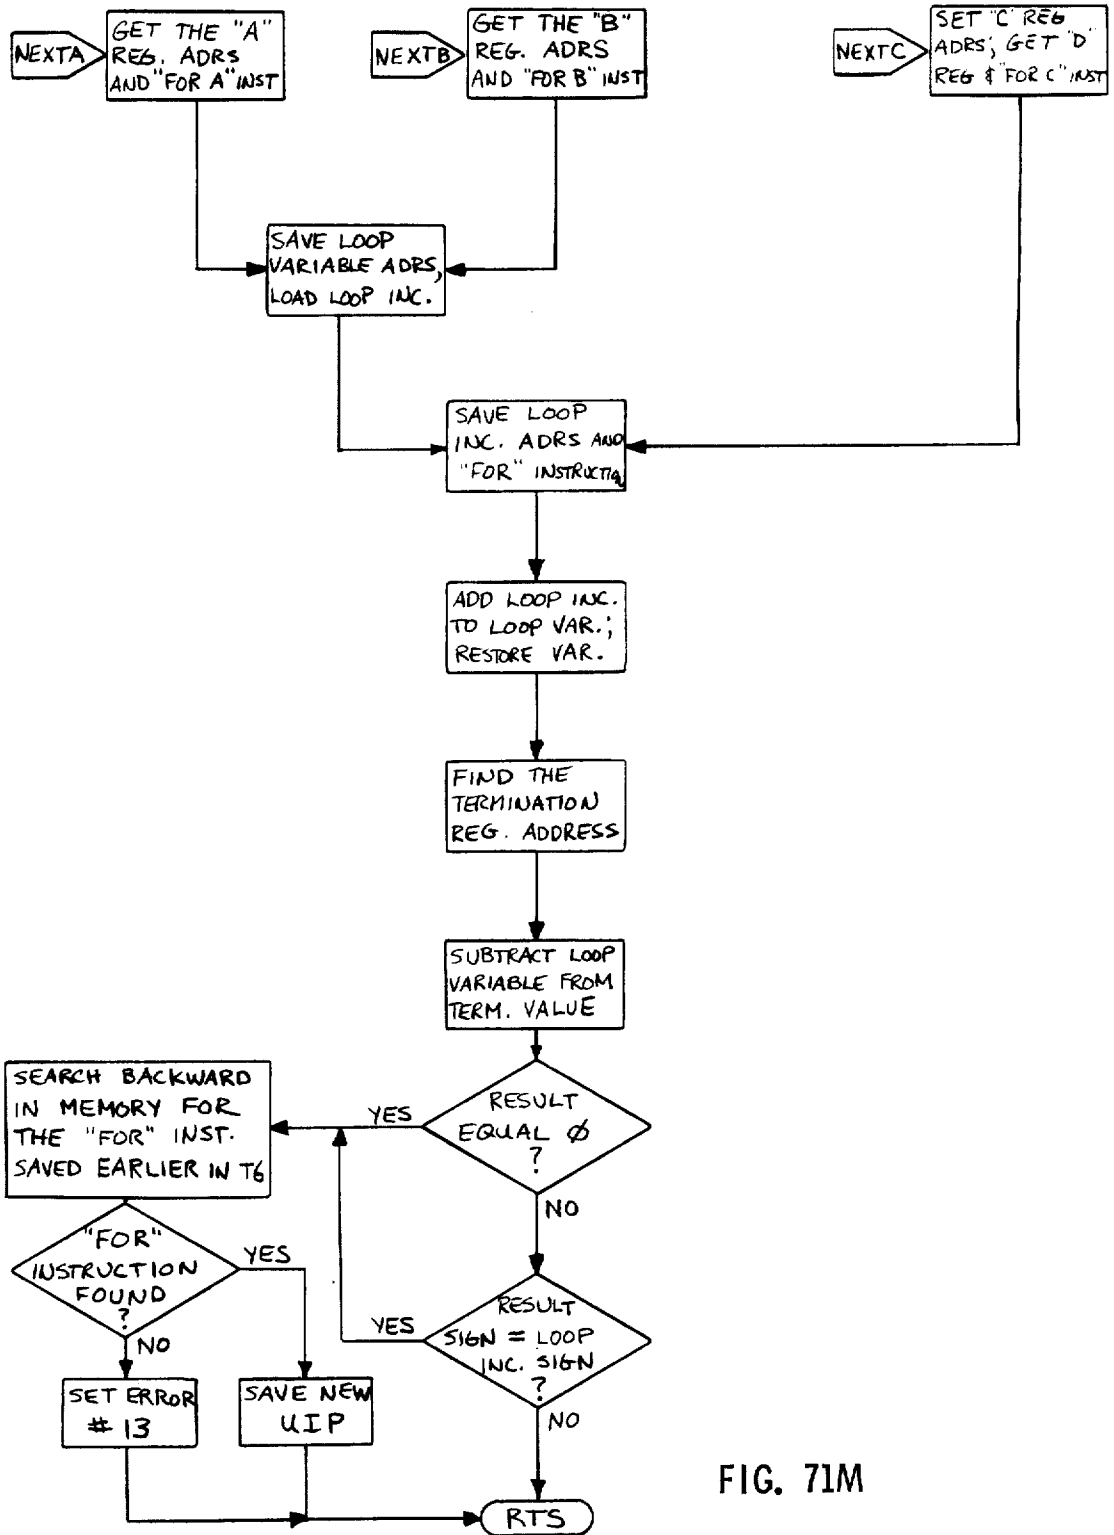 NEXTA
GET THE "A"
REG. ADRS
AND "FOR A" INST
NEXTB
GET THE "B"
REG. ADRS
AND "FOR B" INST
NEXTC
SET "C" REG
ADRS; GET "D"
REG & "FOR C" INST
SAVE LOOP
VARIABLE ADRS,
LOAD LOOP INC.
SAVE LOOP
INC. ADRS AND
"FOR" INSTRUCTION
ADD LOOP INC.
TO LOOP VAR.;
RESTORE VAR.
FIND THE
TERMINATION
REG. ADDRESS
SUBTRACT LOOP
VARIABLE FROM
TERM. VALUE
RESULT
EQUAL Ø
?
YES
NO
SEARCH BACKWARD
IN MEMORY FOR
THE "FOR" INST.
SAVED EARLIER IN T6
"FOR"
INSTRUCTION
FOUND
?
YES
NO
RESULT
SIGN = LOOP
INC. SIGN
?
YES
NO
SET ERROR
# 13
SAVE NEW
UIP
RTS
FIG. 71M